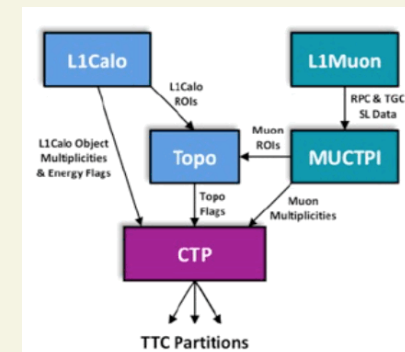 L1Calo
L1Muon
L1Calo
ROIs
RPC & TGC
SL Data
L1Calo Object
Multiplicities
& Energy Flags
Muon
ROIs
Topo
MUCTPI
Topo
Flags
Muon
Multiplicities
CTP
TTC Partitions